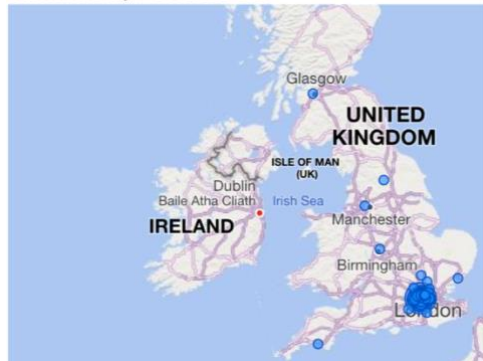 Glasgow
UNITED
KINGDOM
ISLE OF MAN
(UK)
Dublin
Baile Atha Cliath
Irish Sea
Manchester
IRELAND
Birmingham
London